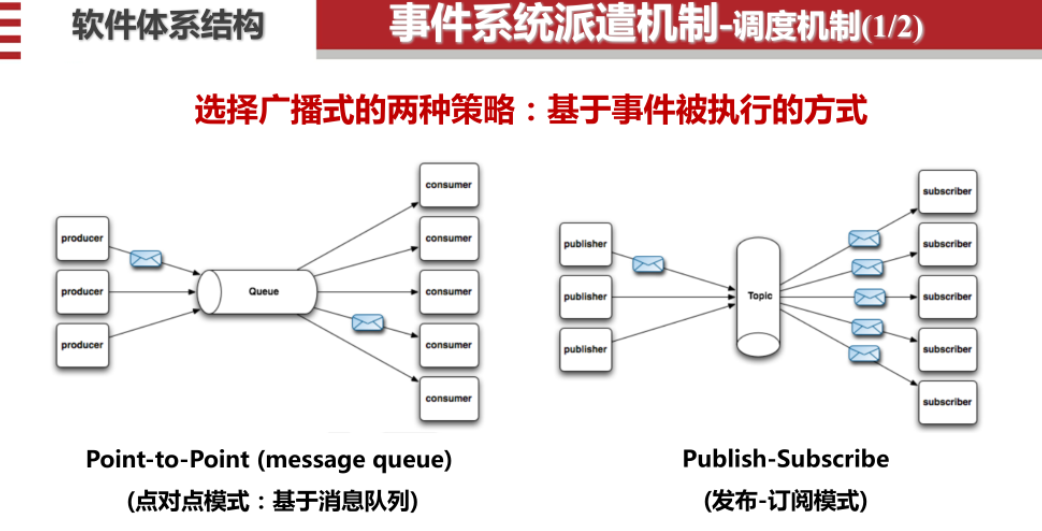 软件体系结构
事件系统派遣机制-调度机制(1/2)
选择广播式的两种策略：基于事件被执行的方式
producer
producer
producer
Queue
consumer
consumer
consumer
consumer
consumer
Point-to-Point (message queue)
(点对点模式：基于消息队列)
publisher
publisher
publisher
Topic
subscriber
subscriber
subscriber
subscriber
subscriber
Publish-Subscribe
(发布-订阅模式)